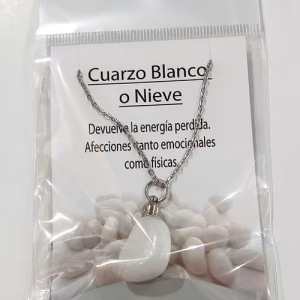 Cuarzo Blanco
o Nieve
Devuelve la energía perdida.
Afecciones tanto emocionales
como físicas.